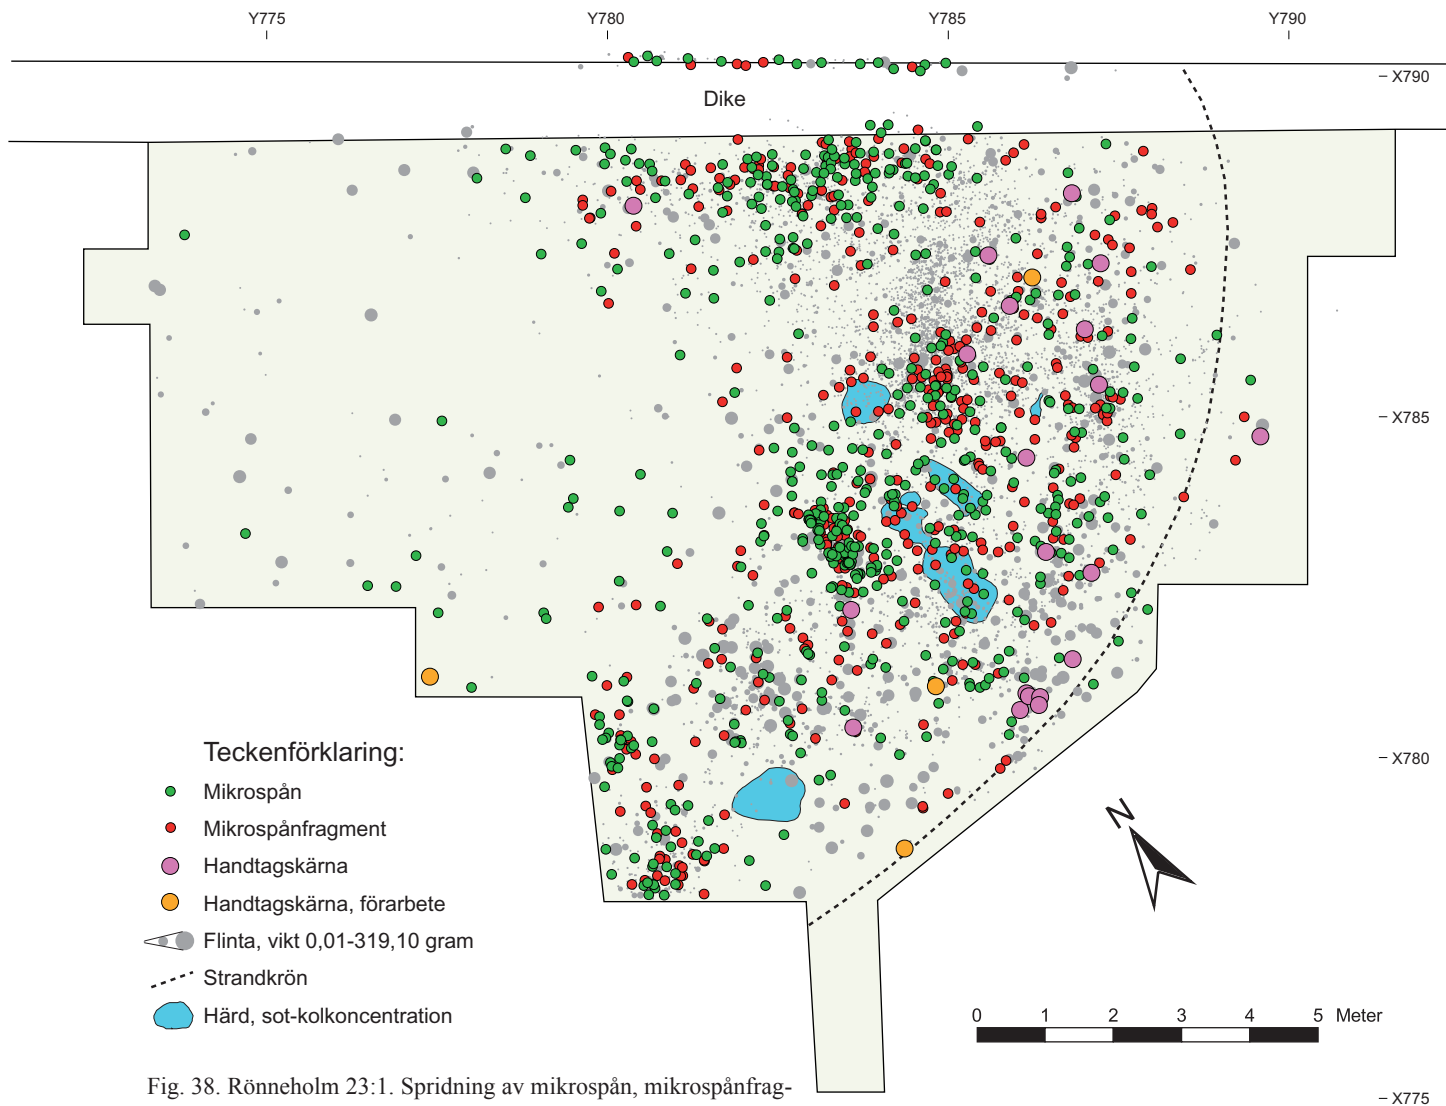 Y775 Y780 Y785 Y790
X790
Dike
X785
Teckenförklaring:
Mikrospån
X780
Mikrospånfragment
Handtagskärna
N
Handtagskärna, förarbete
Flinta, vikt 0,01-319,10 gram
Strandkrön
Härd, sot-kolkoncentration
0 1 2 3 4 5 Meter
Fig. 38. Rönneholm 23:1. Spridning av mikrospån, mikrospånfrag-
X775